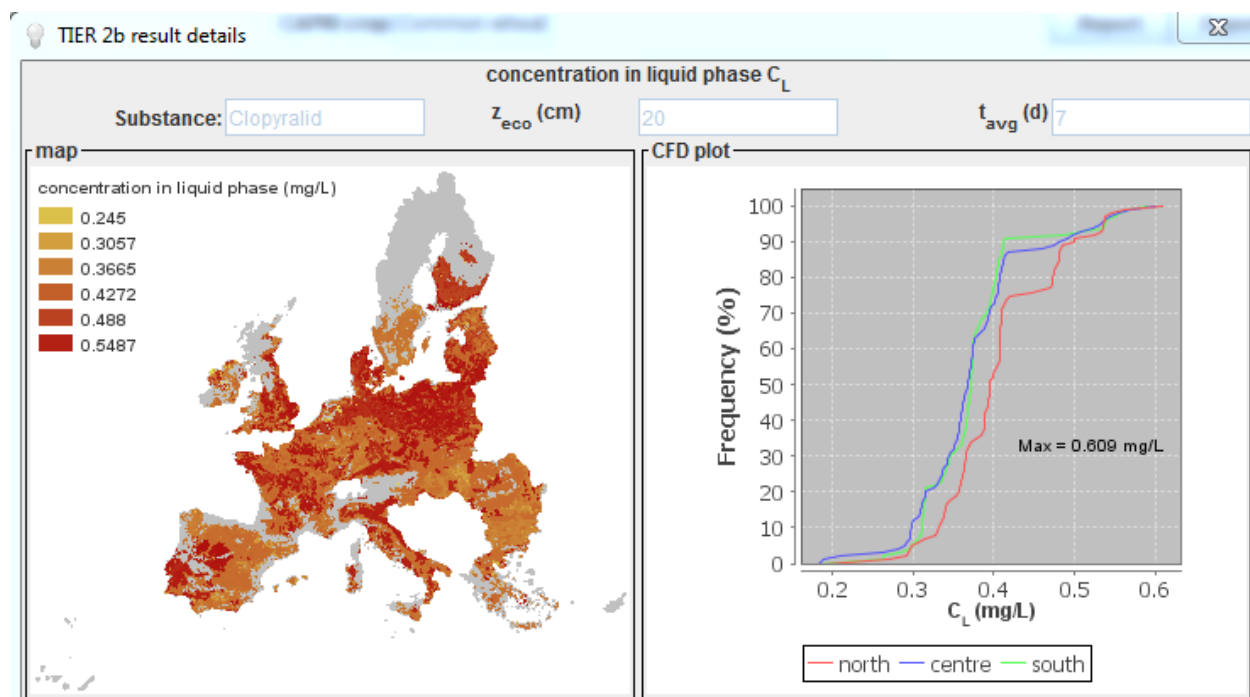 TIER 2b result details
concentration in liquid phase C_L
Substance: Clopyralid z_eco (cm) 20 t_avg (d) 7
map
concentration in liquid phase (mg/L)
0.245
0.3057
0.3665
0.4272
0.488
0.5487
CFD plot
Frequency (%)
100
90
80
70
60
50
40
30
20
10
0
Max = 0.609 mg/L
0.2 0.3 0.4 0.5 0.6
C_L (mg/L)
north centre south